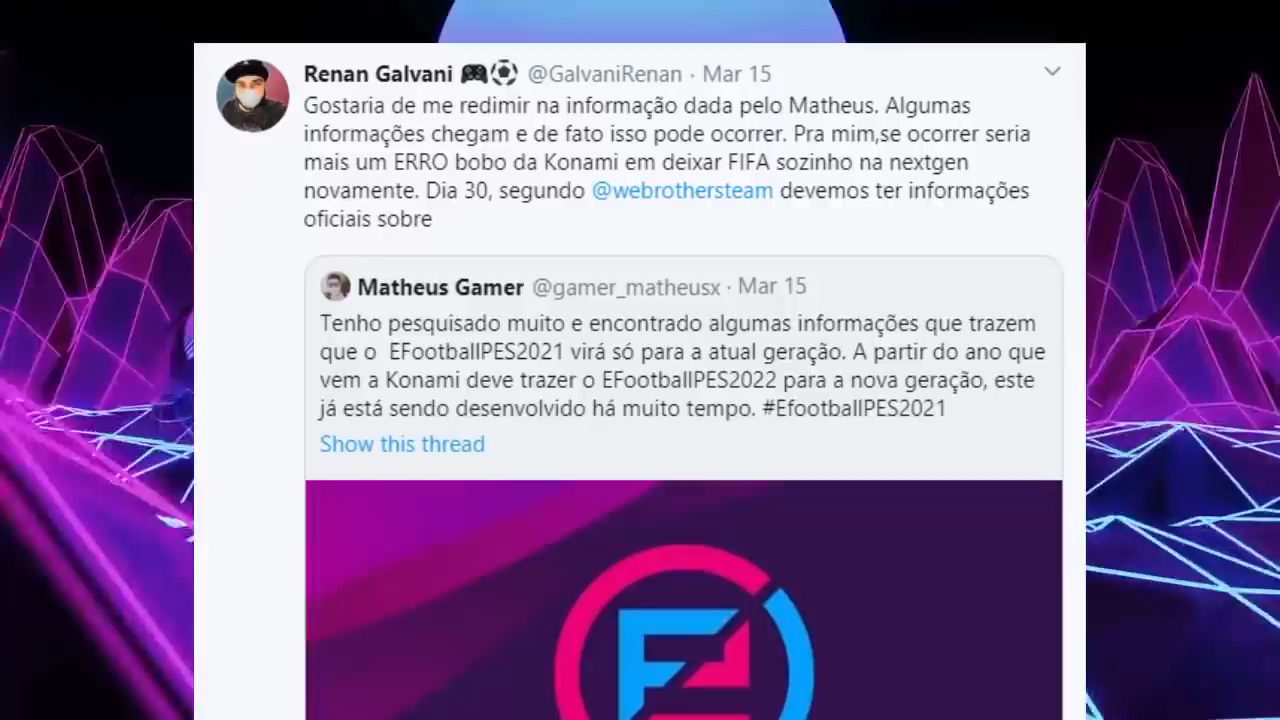 Renan Galvani 🎮⚽ @GalvaniRenan · Mar 15
Gostaria de me redimir na informação dada pelo Matheus. Algumas
informações chegam e de fato isso pode ocorrer. Pra mim,se ocorrer seria
mais um ERRO bobo da Konami em deixar FIFA sozinho na nextgen
novamente. Dia 30, segundo @webrothersteam devemos ter informações
oficiais sobre
Matheus Gamer @gamer_matheusx · Mar 15
Tenho pesquisado muito e encontrado algumas informações que trazem
que o EFootballPES2021 virá só para a atual geração. A partir do ano que
vem a Konami deve trazer o EFootballPES2022 para a nova geração, este
já está sendo desenvolvido há muito tempo. #EfootballPES2021
Show this thread